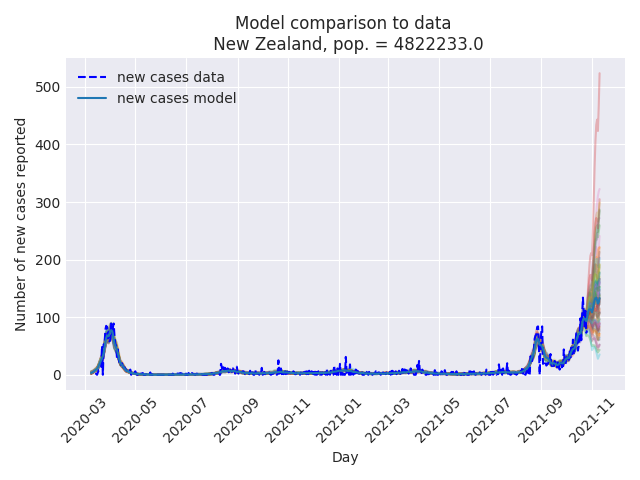 Model comparison to data
New Zealand, pop. = 4822233.0
new cases data
new cases model
Number of new cases reported
500
400
300
200
100
0
2020-03
2020-05
2020-07
2020-09
2020-11
2021-01
2021-03
2021-05
2021-07
2021-09
2021-11
Day